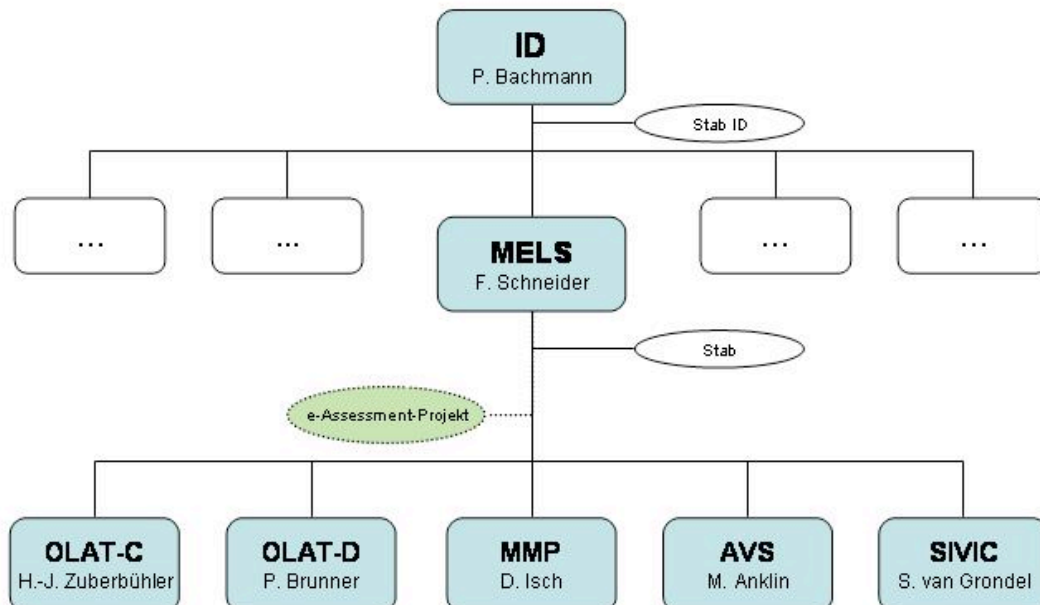 ID
P. Bachmann
Stab ID
...
...
...
...
MELS
F. Schneider
Stab
e-Assessment-Projekt
OLAT-C
H.-J. Zuberbühler
OLAT-D
P. Brunner
MMP
D. Isch
AVS
M. Anklin
SIVIC
S. van Grondel